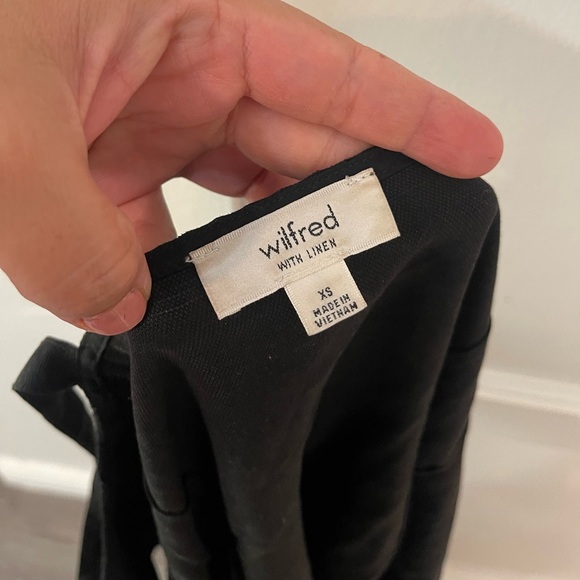 wilfred
WITH LINEN
XS
MADE IN
VIETNAM